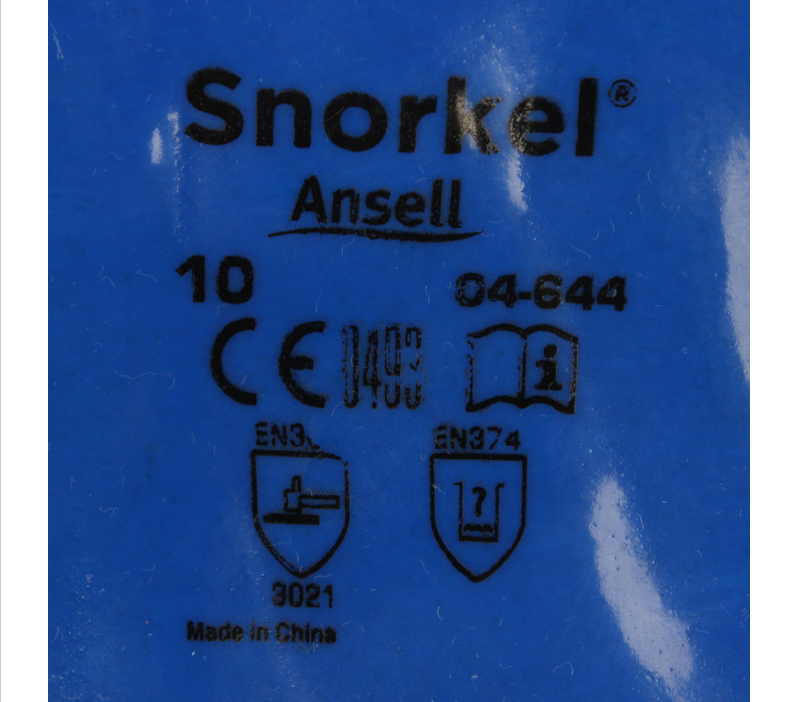 Snorkel®
Ansell
10 04-644
CE 0493 i
EN374
?
3021
Made in China